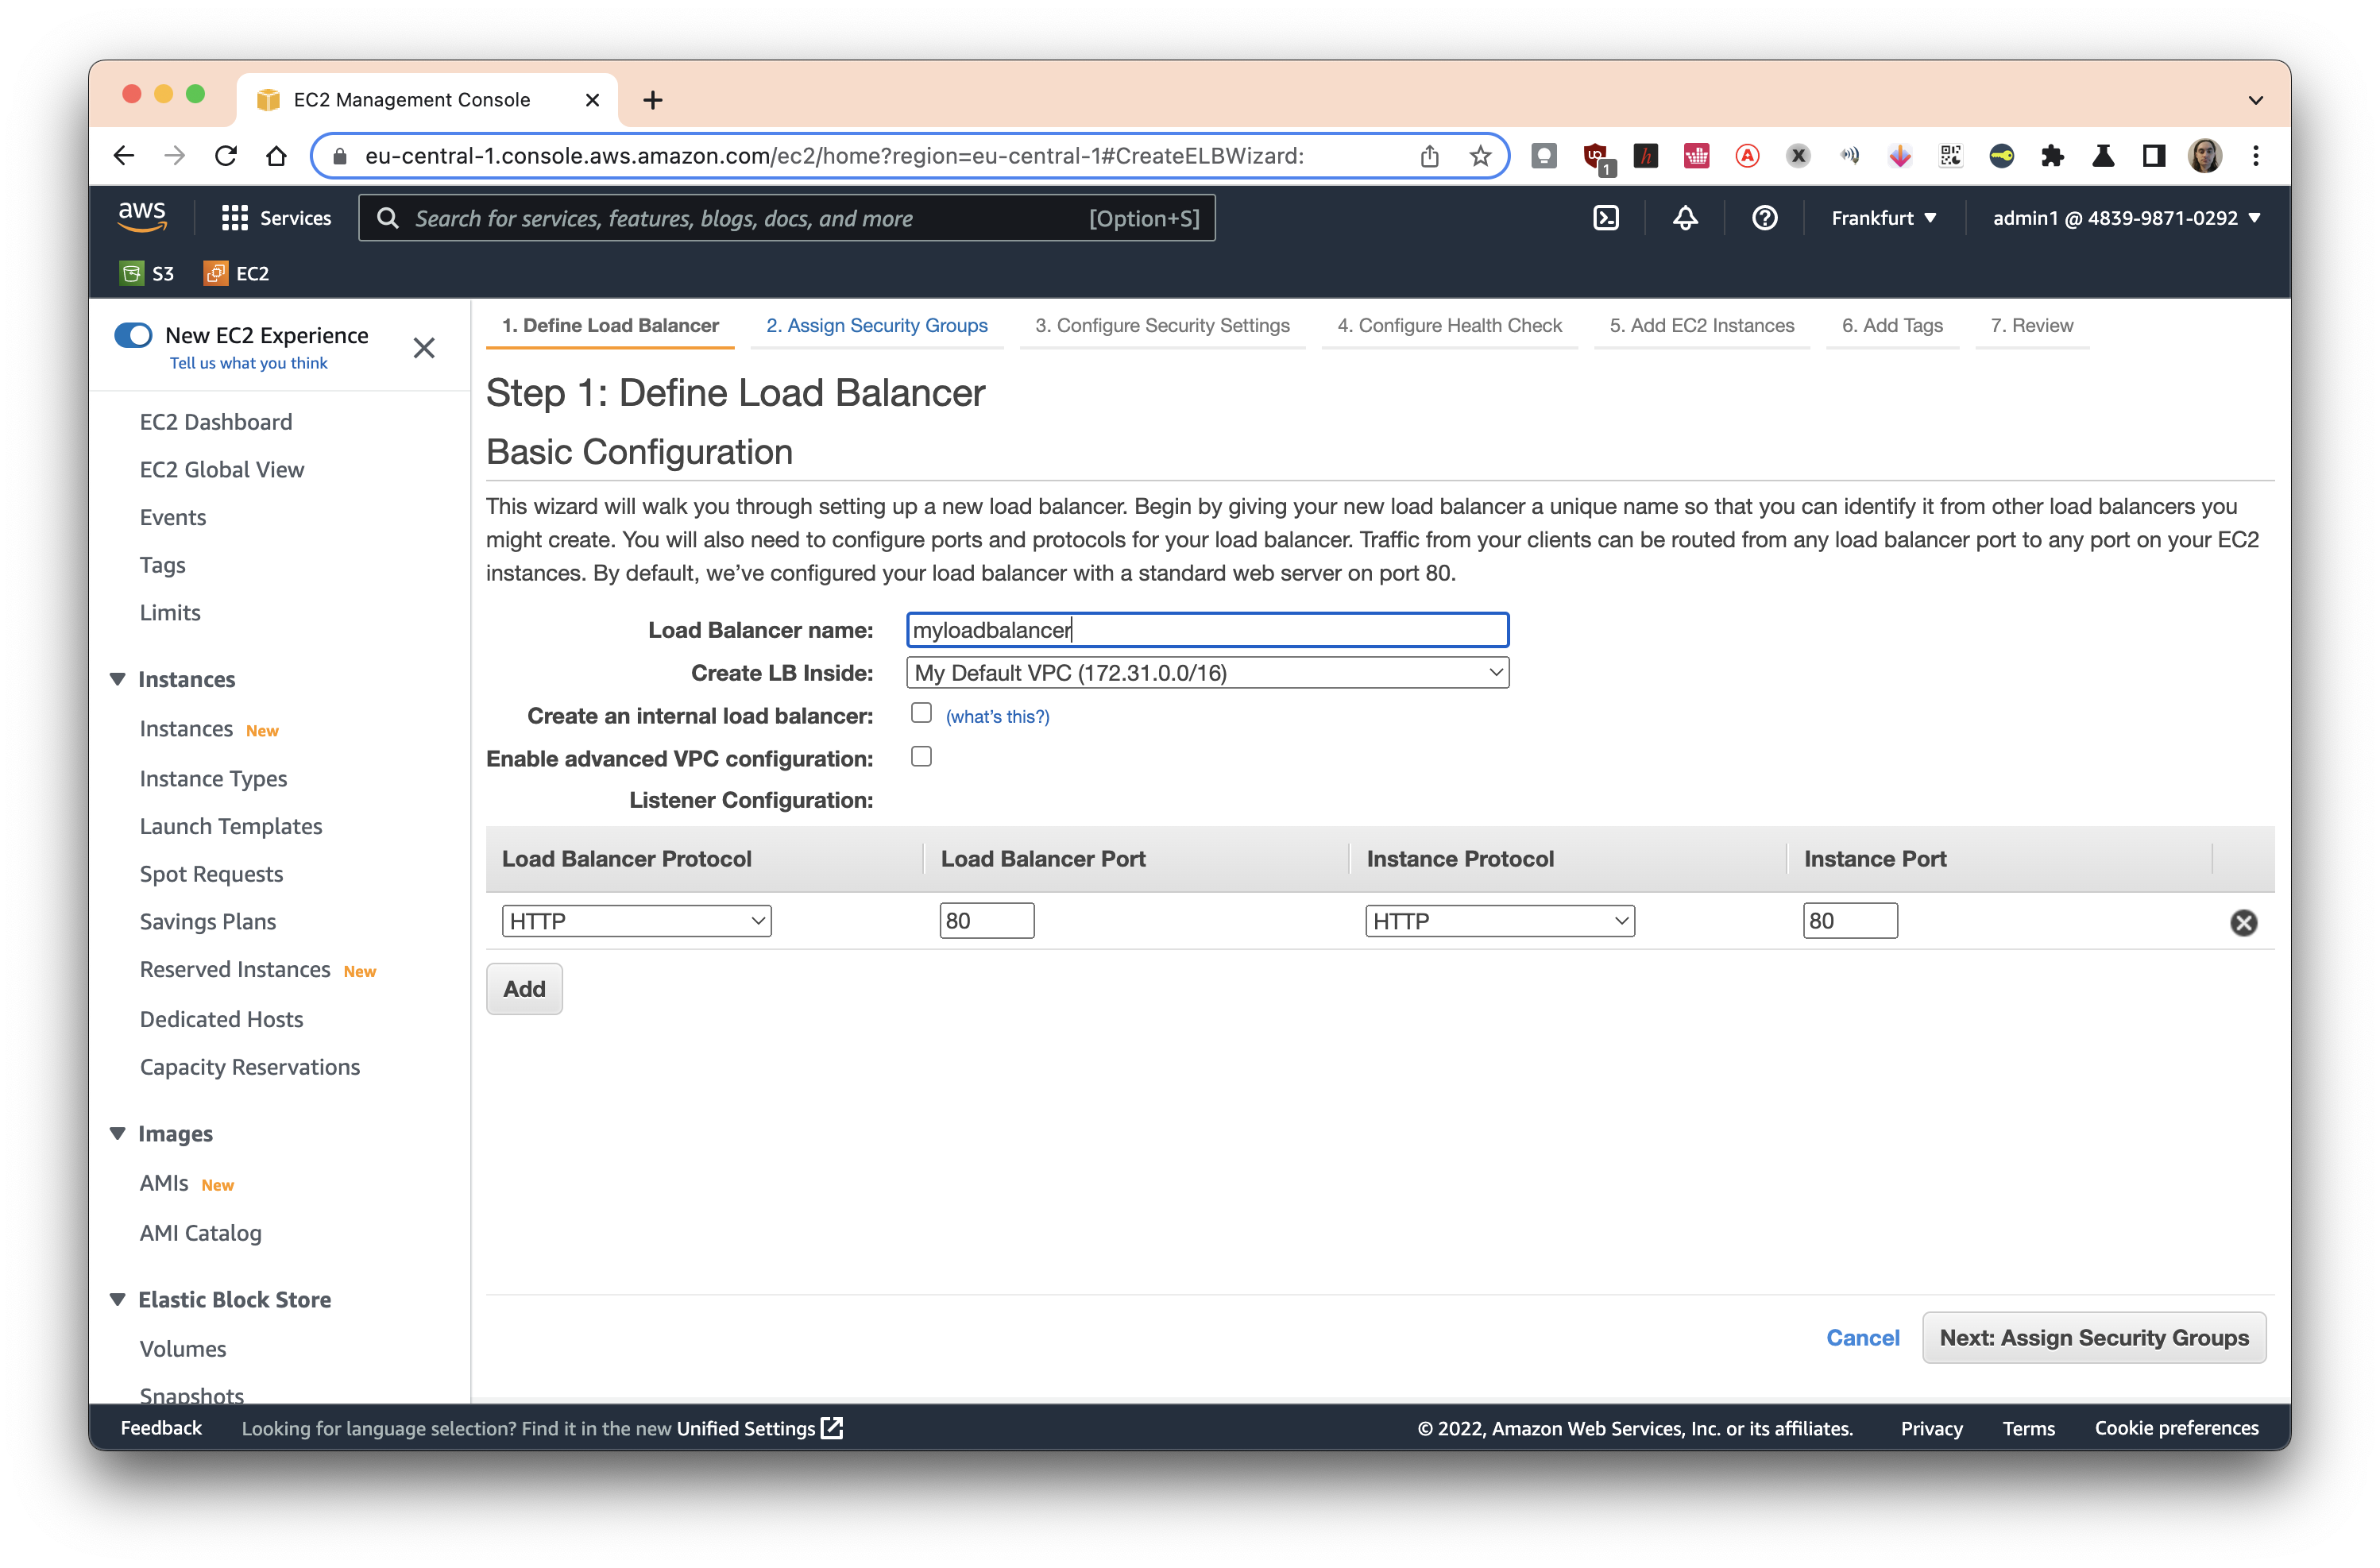 EC2 Management Console
eu-central-1.console.aws.amazon.com/ec2/home?region=eu-central-1#CreateELBWizard:
1
aws
Services
Search for services, features, blogs, docs, and more
[Option+S]
Frankfurt
admin1 @ 4839-9871-0292
S3
EC2
New EC2 Experience
Tell us what you think
EC2 Dashboard
EC2 Global View
Events
Tags
Limits
Instances
Instances New
Instance Types
Launch Templates
Spot Requests
Savings Plans
Reserved Instances New
Dedicated Hosts
Capacity Reservations
Images
AMIs New
AMI Catalog
Elastic Block Store
Volumes
Snapshots
1. Define Load Balancer
2. Assign Security Groups
3. Configure Security Settings
4. Configure Health Check
5. Add EC2 Instances
6. Add Tags
7. Review
Step 1: Define Load Balancer
Basic Configuration
This wizard will walk you through setting up a new load balancer. Begin by giving your new load balancer a unique name so that you can identify it from other load balancers you
might create. You will also need to configure ports and protocols for your load balancer. Traffic from your clients can be routed from any load balancer port to any port on your EC2
instances. By default, we've configured your load balancer with a standard web server on port 80.
Load Balancer name: myloadbalancer
Create LB Inside: My Default VPC (172.31.0.0/16)
Create an internal load balancer: (what's this?)
Enable advanced VPC configuration:
Listener Configuration:
Load Balancer Protocol Load Balancer Port Instance Protocol Instance Port
HTTP 80 HTTP 80
Add
Cancel
Next: Assign Security Groups
Feedback
Looking for language selection? Find it in the new Unified Settings
© 2022, Amazon Web Services, Inc. or its affiliates.
Privacy
Terms
Cookie preferences